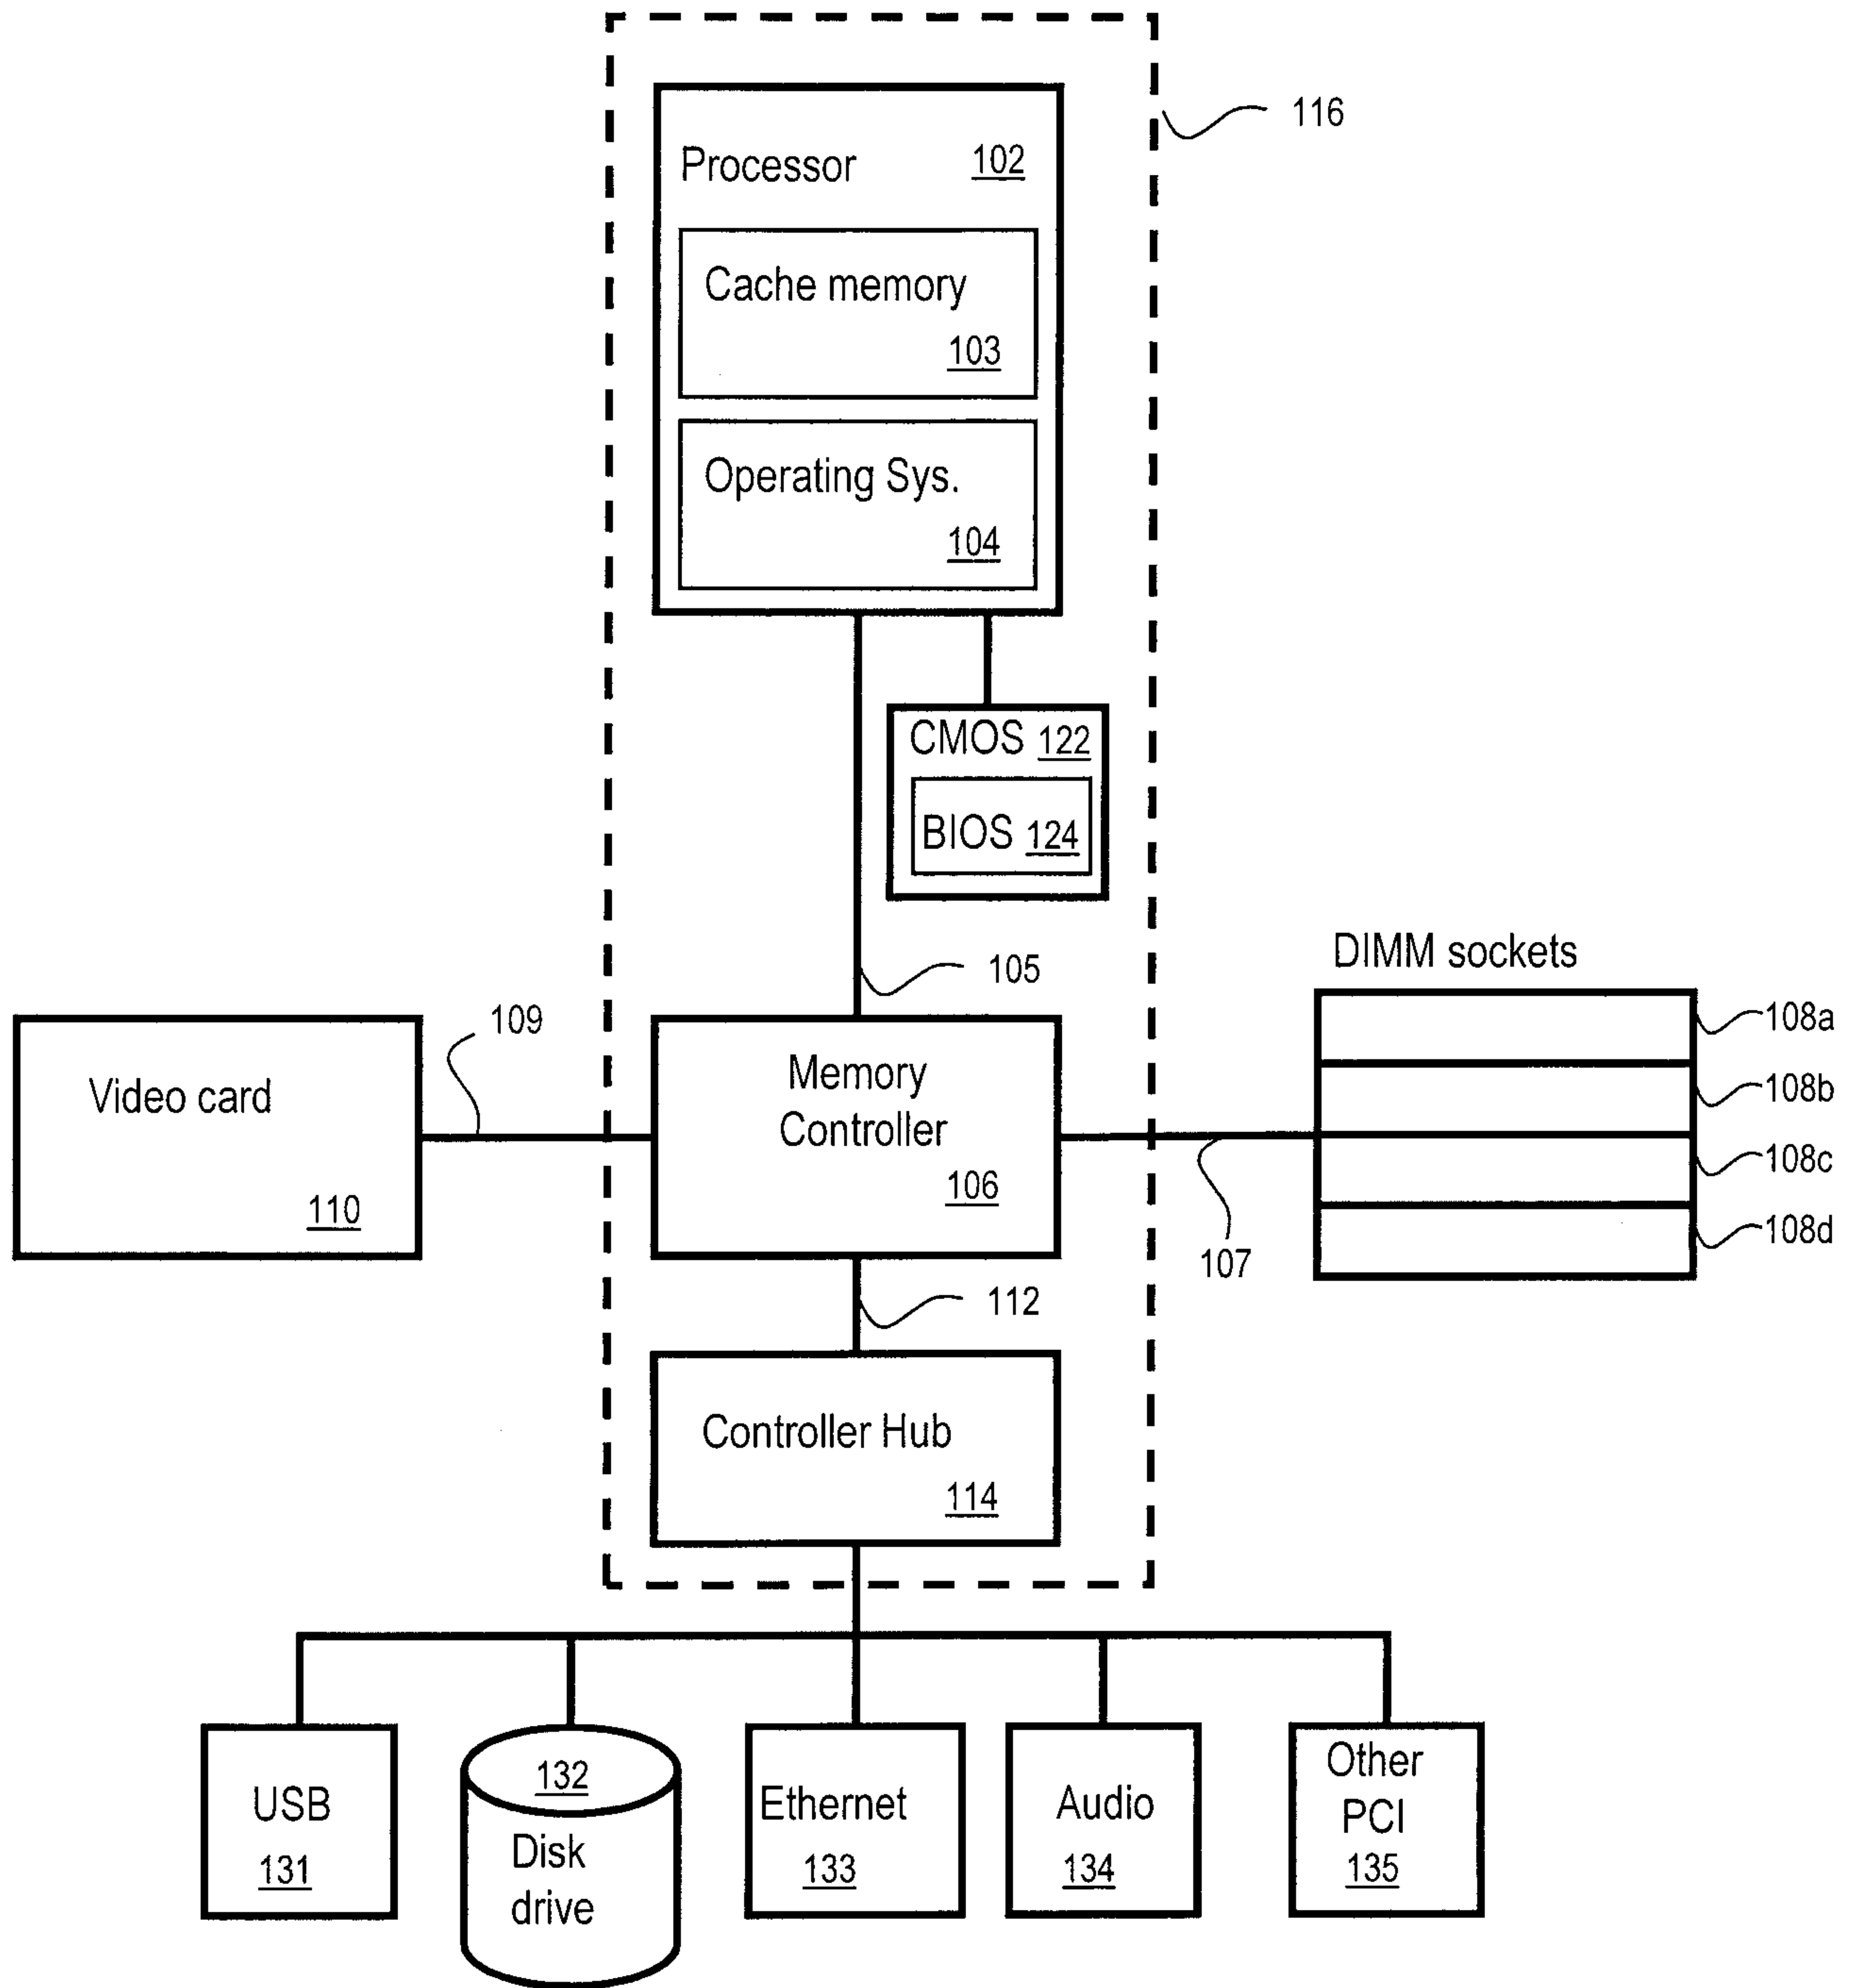 116
Processor 102
Cache memory
103
Operating Sys.
104
CMOS 122
BIOS 124
105
DIMM sockets
108a
108b
108c
108d
109
Video card
110
Memory
Controller
106
107
112
Controller Hub
114
USB
131
132
Disk
drive
Ethernet
133
Audio
134
Other
PCI
135